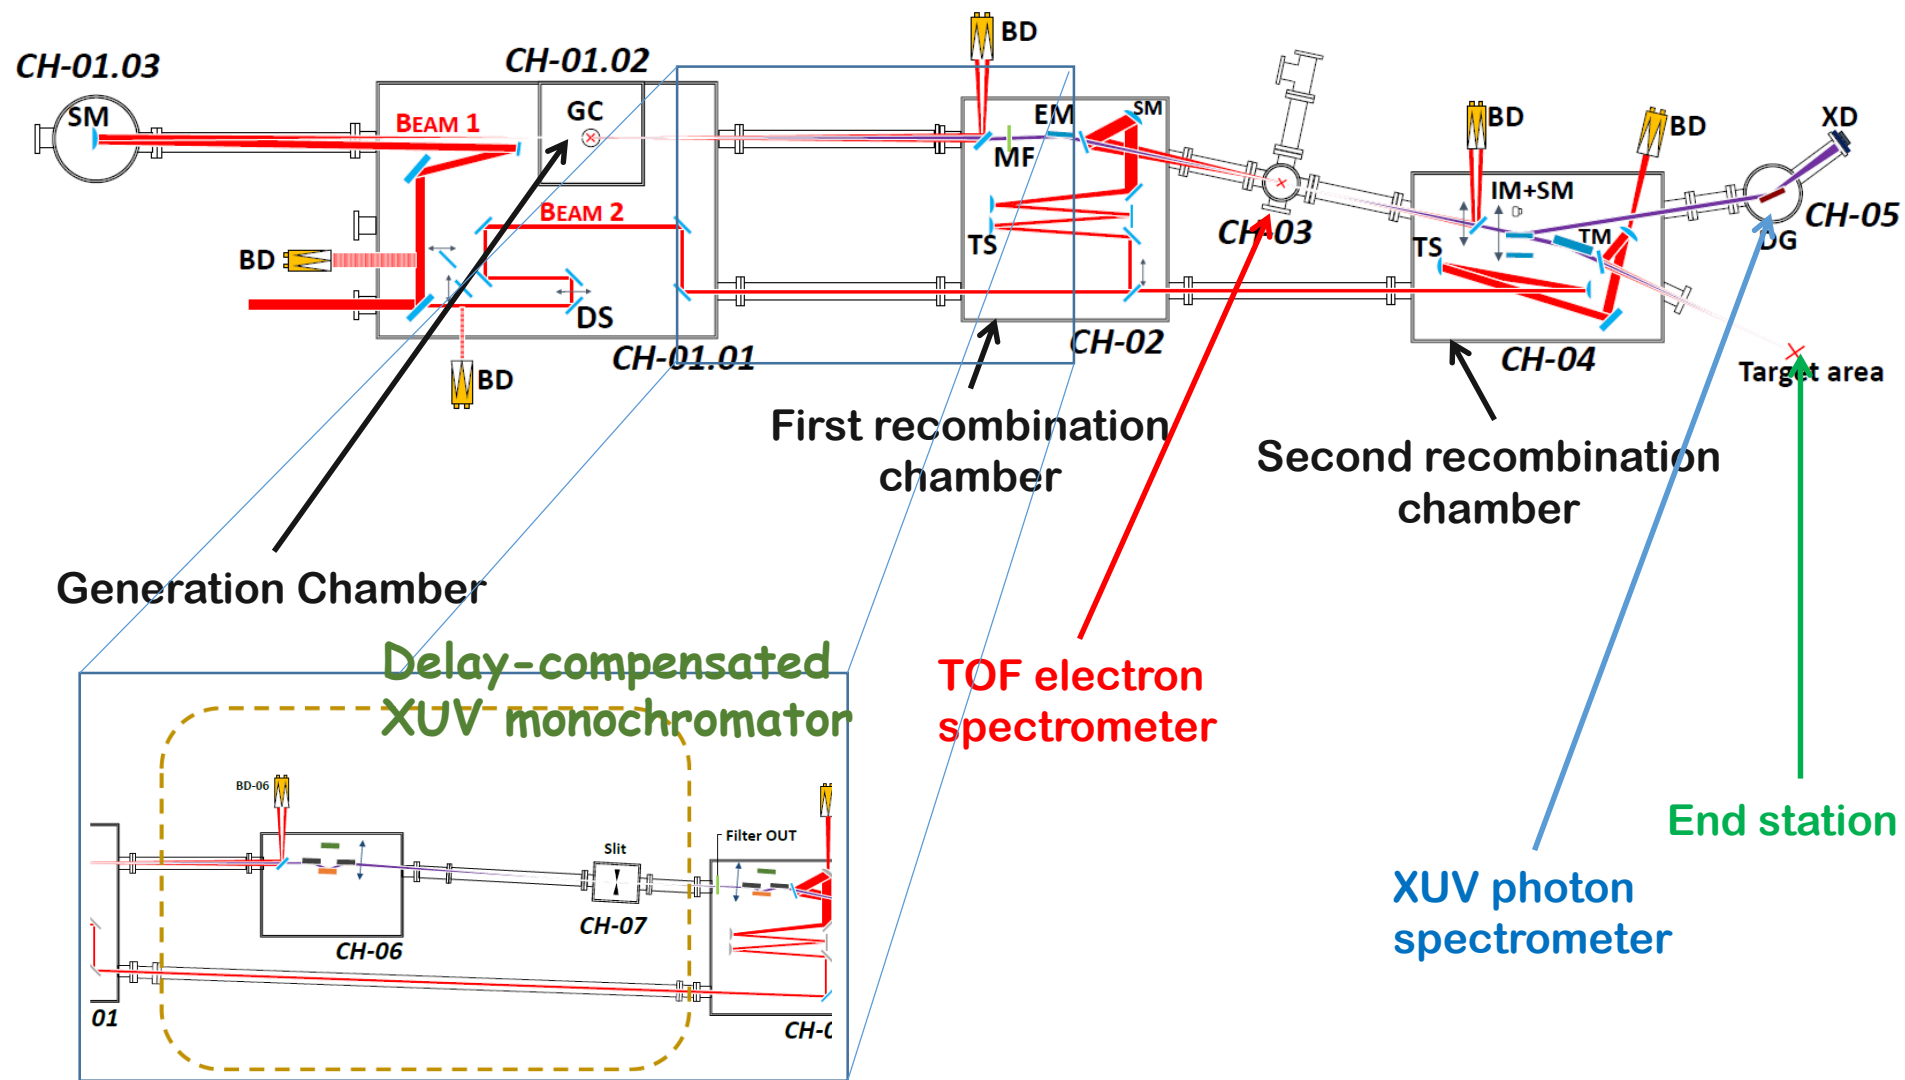 CH-01.03
SM
CH-01.02
GC
BEAM 1
BEAM 2
BD
DS
BD
CH-01.01
BD
EM
SM
MF
TS
CH-02
CH-03
BD
BD
IM+SM
TS
TM
CH-04
XD
CH-05
DG
Target area
First recombination
chamber
Second recombination
chamber
Generation Chamber
Delay-compensated
XUV monochromator
TOF electron
spectrometer
End station
XUV photon
spectrometer
BD-06
CH-06
Slit
CH-07
Filter OUT
01
CH-0